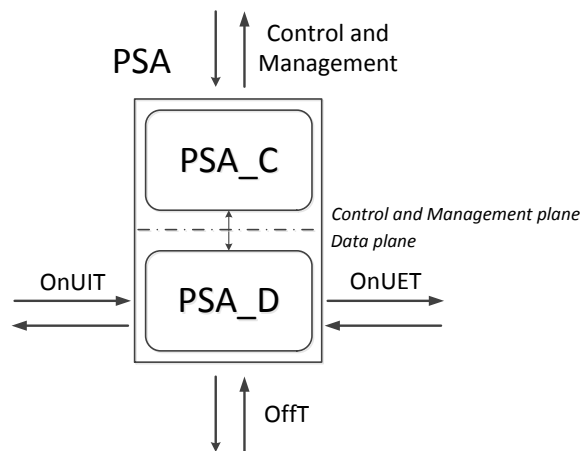 PSA
Control and
Management
PSA_C
Control and Management plane
Data plane
OnUIT
PSA_D
OnUET
OffT